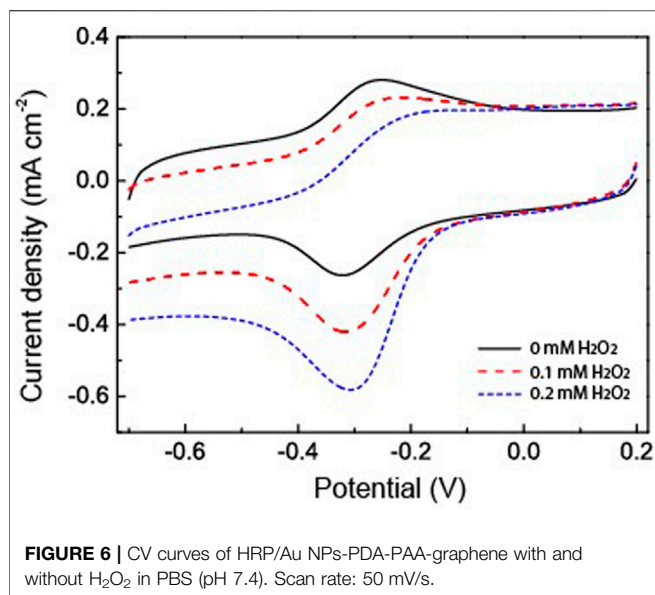 0.4
0.2
0.0
-0.2
-0.4
-0.6
Current density (mA cm⁻²)
0 mM H₂O₂
0.1 mM H₂O₂
0.2 mM H₂O₂
-0.6
-0.4
-0.2
0.0
0.2
Potential (V)
FIGURE 6 | CV curves of HRP/Au NPs-PDA-PAA-graphene with and
without H₂O₂ in PBS (pH 7.4). Scan rate: 50 mV/s.